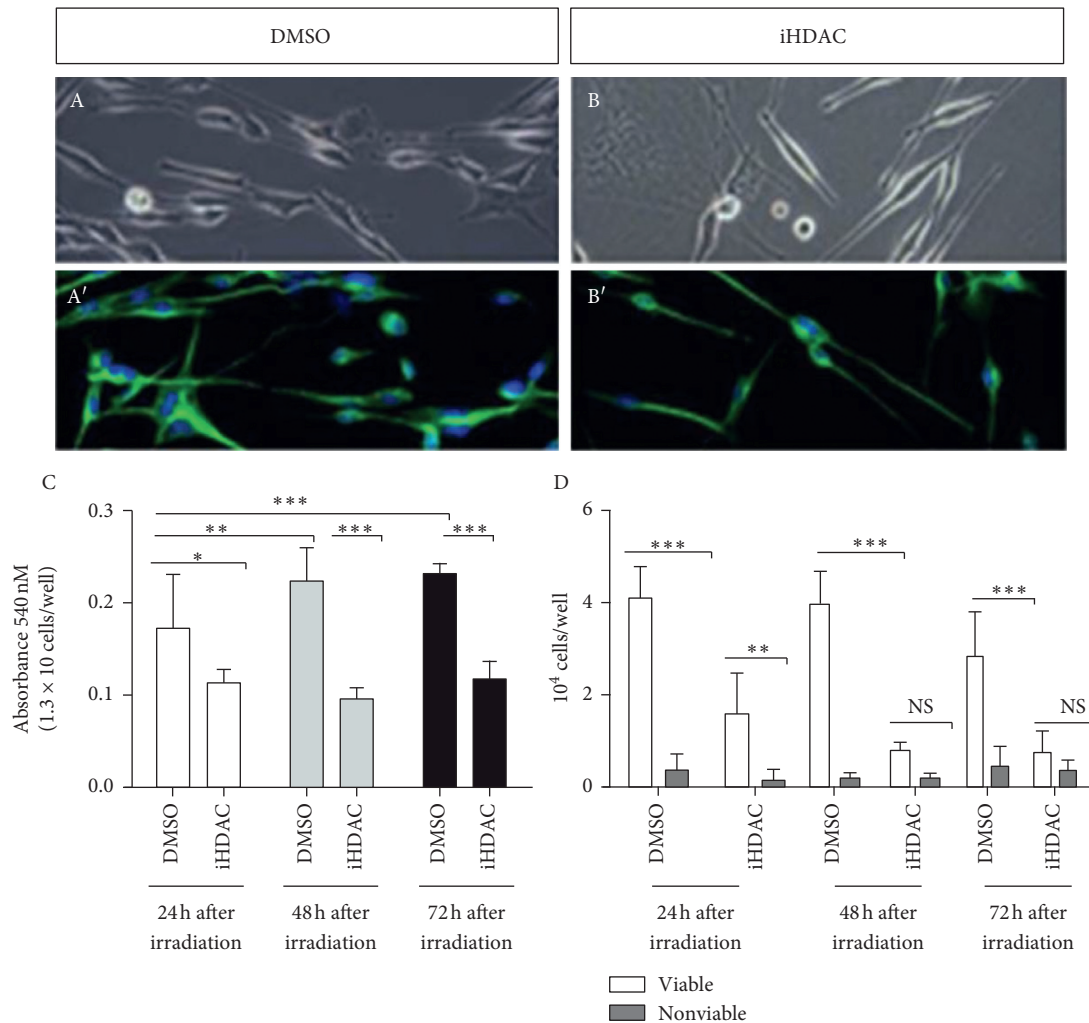 DMSO
iHDAC
A
B
A′
B′
C
0.3
0.2
0.1
0.0
Absorbance 540 nM
(1.3 × 10 cells/well)
***
**
***
***
*
DMSO
iHDAC
DMSO
iHDAC
DMSO
iHDAC
24 h after
irradiation
48 h after
irradiation
72 h after
irradiation
D
6
4
2
0
10⁴ cells/well
***
***
***
**
NS
NS
DMSO
iHDAC
DMSO
iHDAC
DMSO
iHDAC
24 h after
irradiation
48 h after
irradiation
72 h after
irradiation
Viable
Nonviable